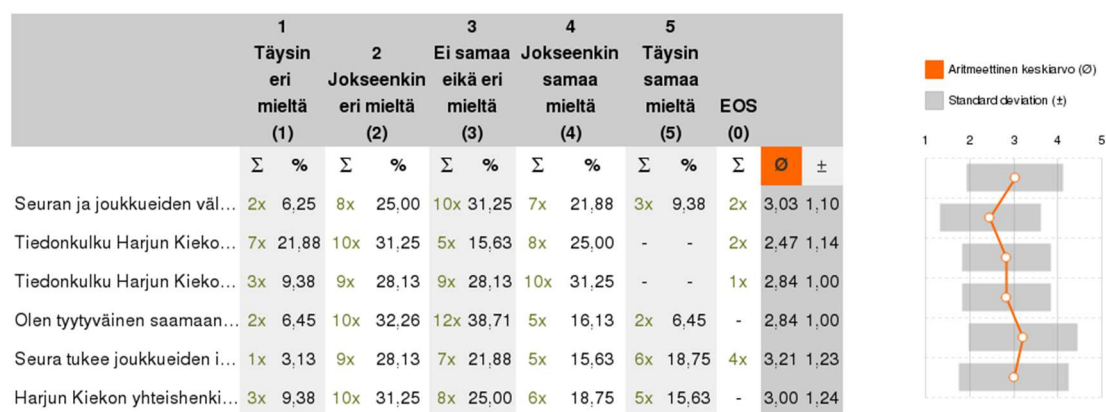 1 3 4 5
Täysin 2 Ei samaa Jokseenkin Täysin
eri Jokseenkin eikä eri samaa samaa
mieltä eri mieltä mieltä mieltä mieltä EOS
(1) (2) (3) (4) (5) (0)
Σ % Σ % Σ % Σ % Σ % Σ Ø ±
Seuran ja joukkueiden väl... 2x 6,25 8x 25,00 10x 31,25 7x 21,88 3x 9,38 2x 3,03 1,10
Tiedonkulku Harjun Kieko... 7x 21,88 10x 31,25 5x 15,63 8x 25,00 - - 2x 2,47 1,14
Tiedonkulku Harjun Kieko... 3x 9,38 9x 28,13 9x 28,13 10x 31,25 - - 1x 2,84 1,00
Olen tyytyväinen saamaan... 2x 6,45 10x 32,26 12x 38,71 5x 16,13 2x 6,45 - 2,84 1,00
Seura tukee joukkueiden i... 1x 3,13 9x 28,13 7x 21,88 5x 15,63 6x 18,75 4x 3,21 1,23
Harjun Kiekon yhteishenki... 3x 9,38 10x 31,25 8x 25,00 6x 18,75 5x 15,63 - 3,00 1,24
Aritmeettinen keskiarvo (Ø)
Standard deviation (±)
1 2 3 4 5